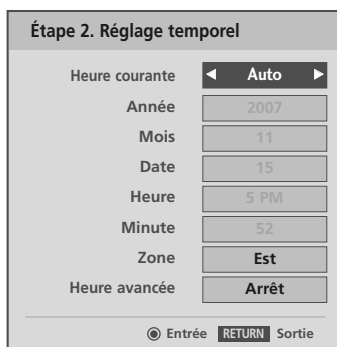 Étape 2. Réglage temporel
Heure courante Auto
Année 2007
Mois 11
Date 15
Heure 5 PM
Minute 52
Zone Est
Heure avancée Arrêt
Entrée RETURN Sortie